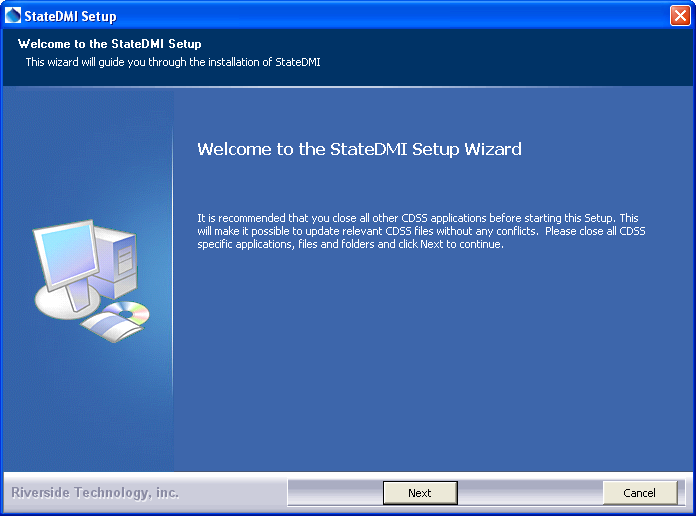 StateDMI Setup
Welcome to the StateDMI Setup
This wizard will guide you through the installation of StateDMI
Welcome to the StateDMI Setup Wizard
It is recommended that you close all other CDSS applications before starting this Setup. This
will make it possible to update relevant CDSS files without any conflicts.  Please close all CDSS
specific applications, files and folders and click Next to continue.
Riverside Technology, inc.
Next
Cancel